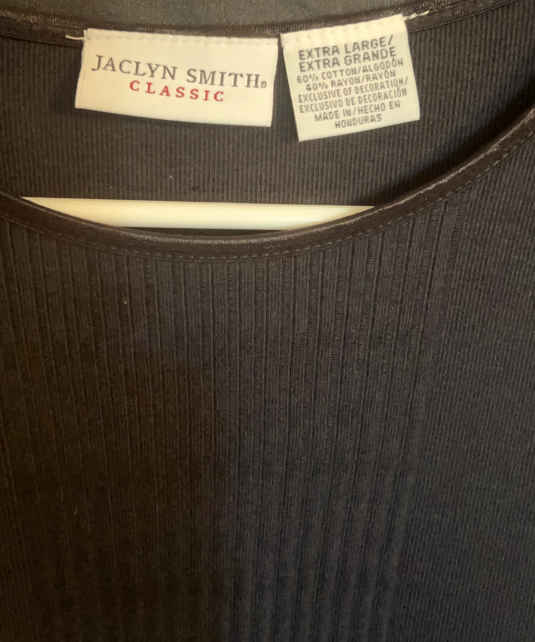 JACLYN SMITH®
CLASSIC
EXTRA LARGE/
EXTRA GRANDE
60% COTTON/ALGODÓN
40% RAYON/RAYÓN
EXCLUSIVE OF DECORATION/
EXCLUSIVO DE DECORACIÓN
MADE IN/HECHO EN
HONDURAS